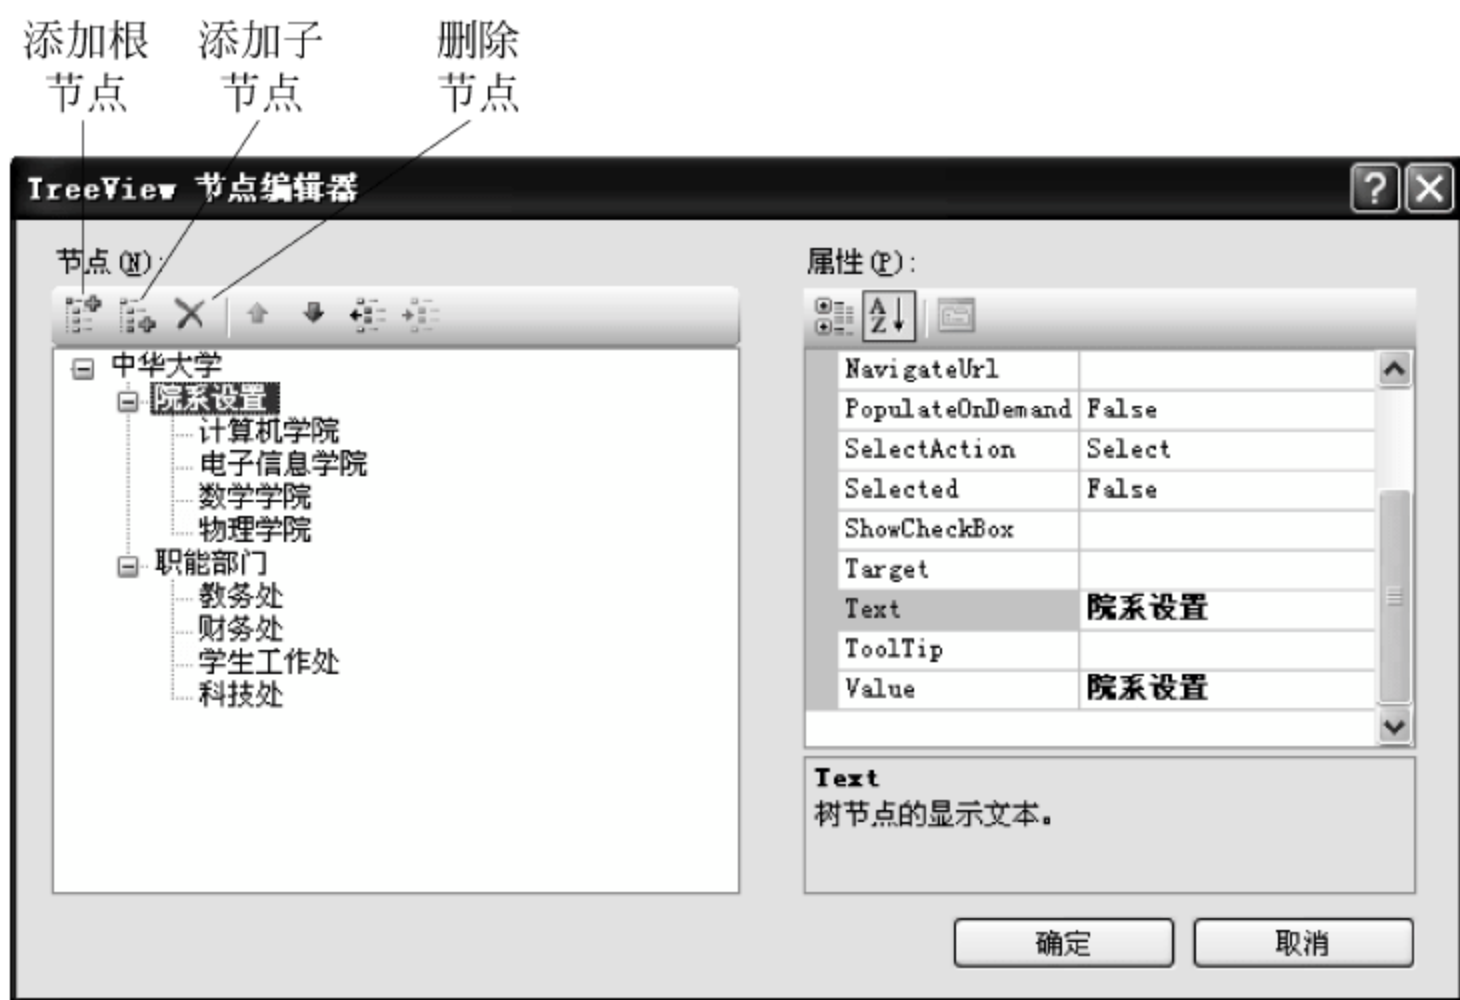 添加根
节点
添加子
节点
删除
节点
TreeView 节点编辑器
节点(N):
中华大学
院系设置
计算机学院
电子信息学院
数学学院
物理学院
职能部门
教务处
财务处
学生工作处
科技处
属性(P):
NavigateUrl
PopulateOnDemand False
SelectAction Select
Selected False
ShowCheckBox
Target
Text 院系设置
ToolTip
Value 院系设置
Text
树节点的显示文本。
确定 取消